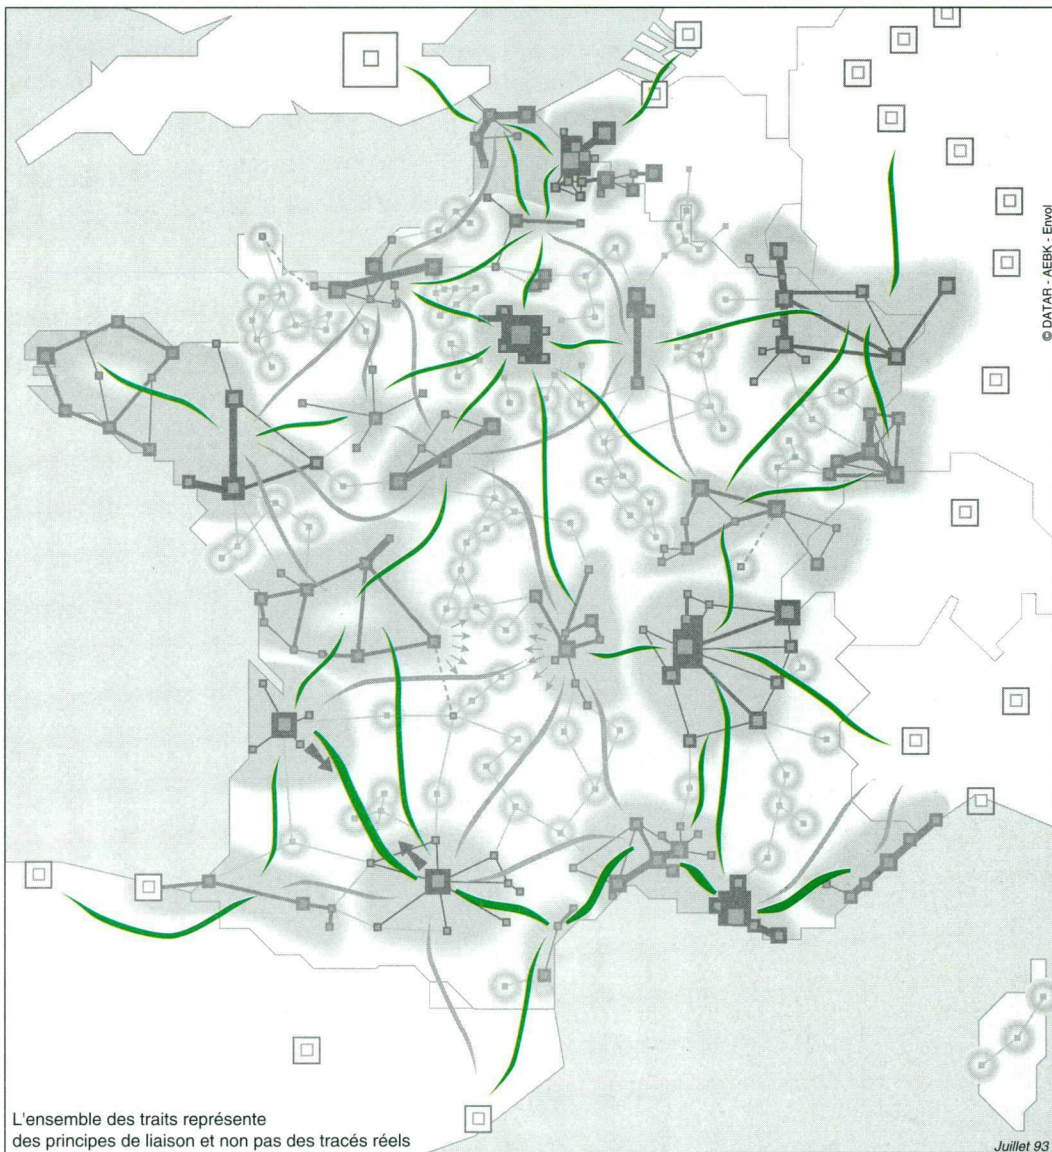 © DATAR - AEBK - Envol
L'ensemble des traits représente
des principes de liaison et non pas des tracés réels
Juillet 93